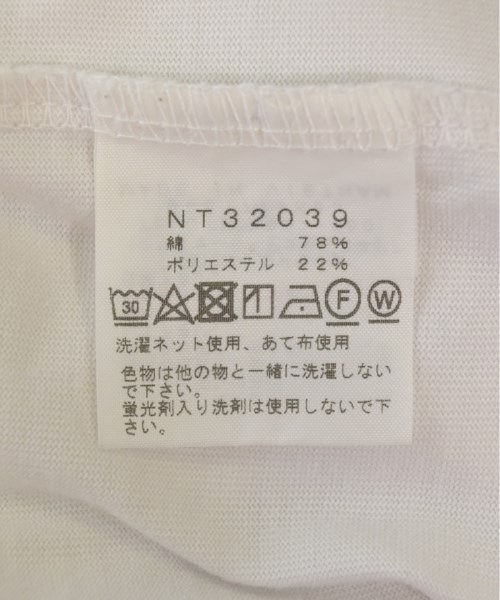 NT32039
綿 78%
ポリエステル 22%
30 F W
洗濯ネット使用、あて布使用
色物は他の物と一緒に洗濯しない
で下さい。
蛍光剤入り洗剤は使用しないで下
さい。